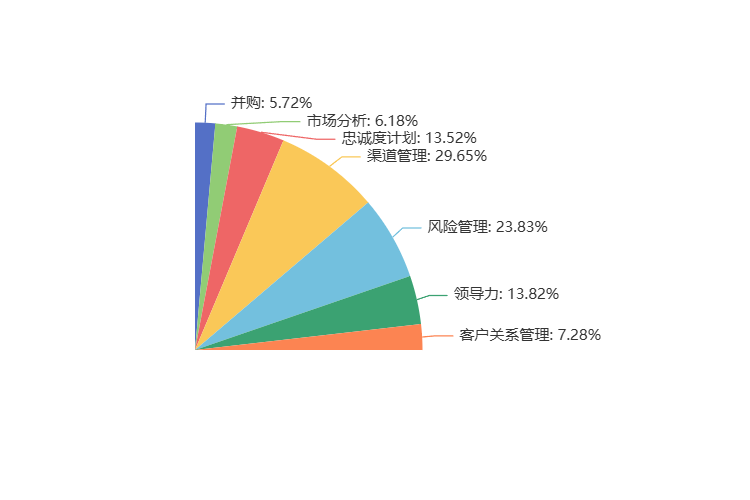 并购: 5.72%
市场分析: 6.18%
忠诚度计划: 13.52%
渠道管理: 29.65%
风险管理: 23.83%
领导力: 13.82%
客户关系管理: 7.28%